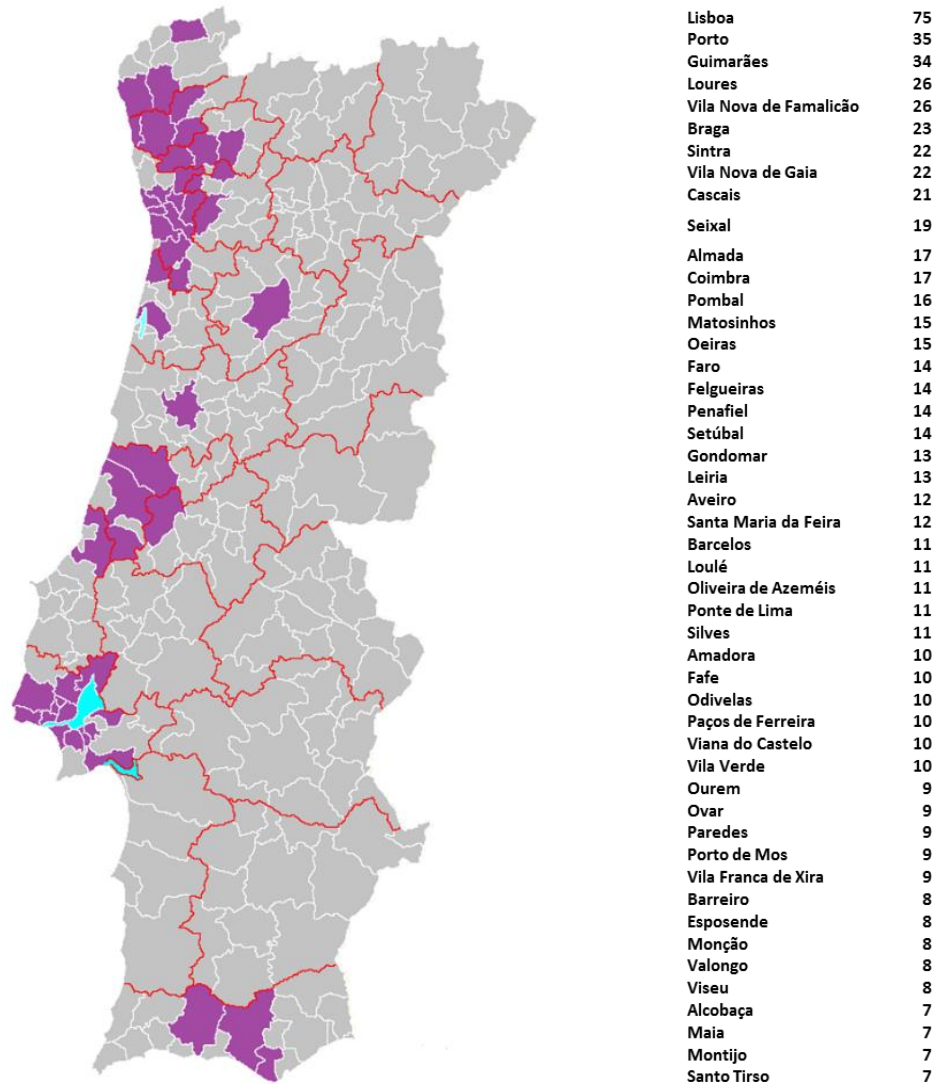 Lisboa 75
Porto 35
Guimarães 34
Loures 26
Vila Nova de Famalicão 26
Braga 23
Sintra 22
Vila Nova de Gaia 22
Cascais 21
Seixal 19
Almada 17
Coimbra 17
Pombal 16
Matosinhos 15
Oeiras 15
Faro 14
Felgueiras 14
Penafiel 14
Setúbal 14
Gondomar 13
Leiria 13
Aveiro 12
Santa Maria da Feira 12
Barcelos 11
Loulé 11
Oliveira de Azeméis 11
Ponte de Lima 11
Silves 11
Amadora 10
Fafe 10
Odivelas 10
Paços de Ferreira 10
Viana do Castelo 10
Vila Verde 10
Ourem 9
Ovar 9
Paredes 9
Porto de Mos 9
Vila Franca de Xira 9
Barreiro 8
Esposende 8
Monção 8
Valongo 8
Viseu 8
Alcobaça 7
Maia 7
Montijo 7
Santo Tirso 7